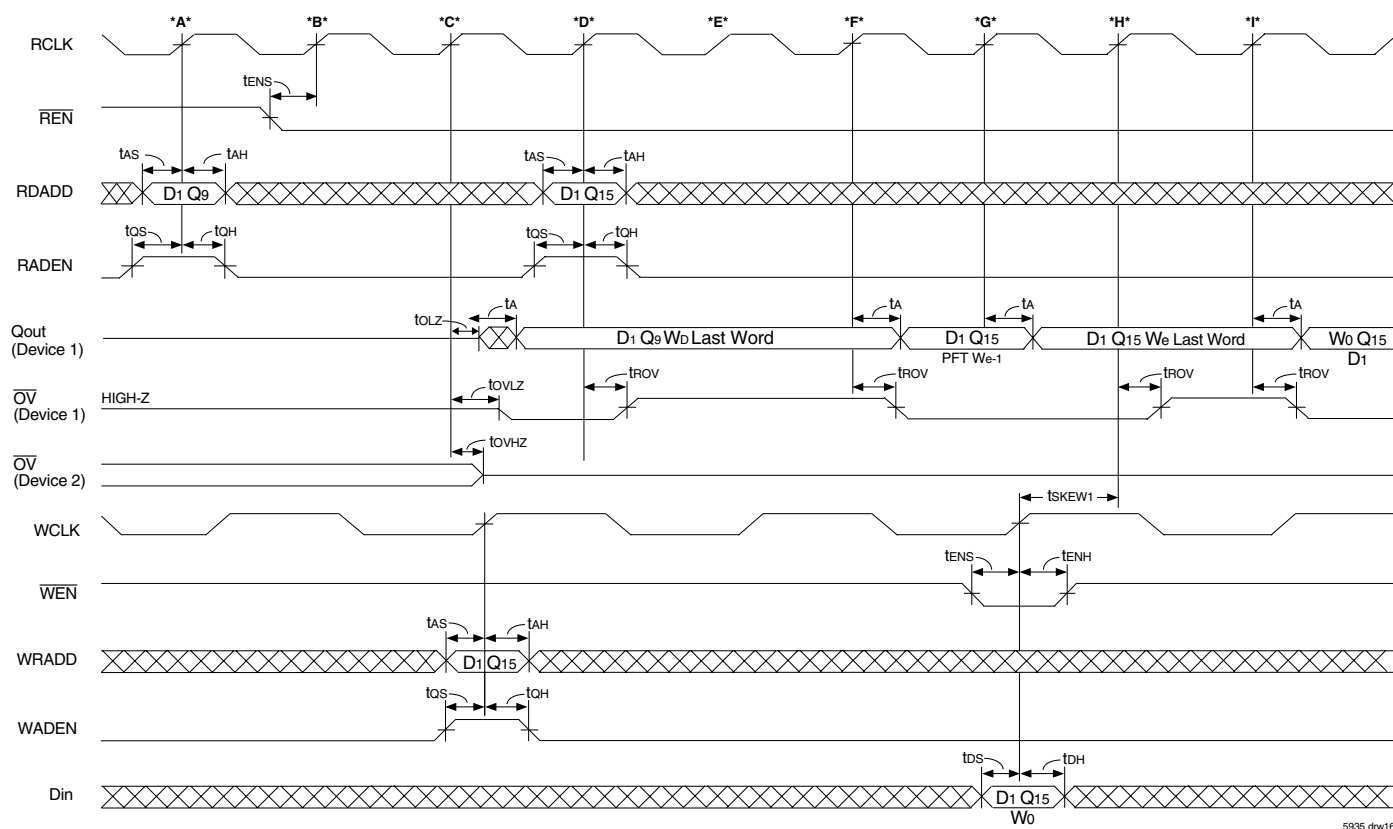 *A* *B* *C* *D* *E* *F* *G* *H* *I*
RCLK
tENS
REN
tAS tAH tAS tAH
RDADD D1 Q9 D1 Q15
tQS tQH tQS tQH
RADEN
tOLZ tA tA tA tA
Qout
(Device 1)
D1 Q9 WD Last Word D1 Q15 D1 Q15 We Last Word W0 Q15
PFT We-1 D1
OV
(Device 1)
HIGH-Z tOVLZ tROV tROV tROV tROV
tOVHZ
OV
(Device 2)
tSKEW1
WCLK
tENS tENH
WEN
tAS tAH
WRADD D1 Q15
tQS tQH
WADEN
tDS tDH
Din D1 Q15
W0
5935 drw16